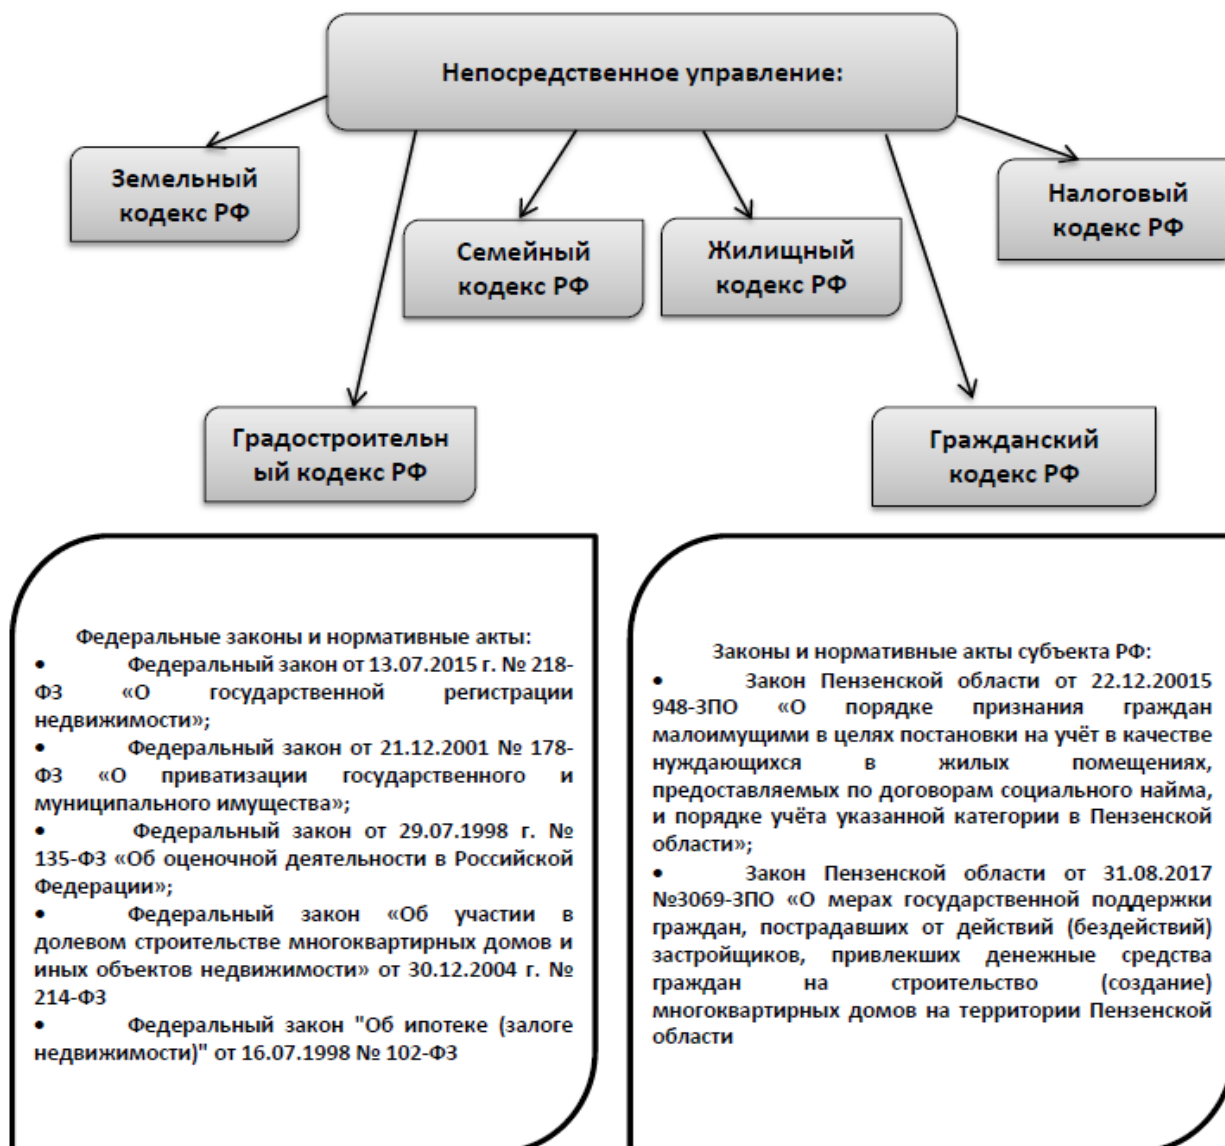 Непосредственное управление:
Земельный
кодекс РФ
Семейный
кодекс РФ
Жилищный
кодекс РФ
Налоговый
кодекс РФ
Градостроительн
ый кодекс РФ
Гражданский
кодекс РФ
Федеральные законы и нормативные акты:
• Федеральный закон от 13.07.2015 г. № 218-
ФЗ «О государственной регистрации
недвижимости»;
• Федеральный закон от 21.12.2001 № 178-
ФЗ «О приватизации государственного и
муниципального имущества»;
• Федеральный закон от 29.07.1998 г. №
135-ФЗ «Об оценочной деятельности в Российской
Федерации»;
• Федеральный закон «Об участии в
долевом строительстве многоквартирных домов и
иных объектов недвижимости» от 30.12.2004 г. №
214-ФЗ
• Федеральный закон "Об ипотеке (залоге
недвижимости)" от 16.07.1998 № 102-ФЗ
Законы и нормативные акты субъекта РФ:
• Закон Пензенской области от 22.12.20015
948-ЗПО «О порядке признания граждан
малоимущими в целях постановки на учёт в качестве
нуждающихся в жилых помещениях,
предоставляемых по договорам социального найма,
и порядке учёта указанной категории в Пензенской
области»;
• Закон Пензенской области от 31.08.2017
№3069-ЗПО «О мерах государственной поддержки
граждан, пострадавших от действий (бездействий)
застройщиков, привлекших денежные средства
граждан на строительство (создание)
многоквартирных домов на территории Пензенской
области